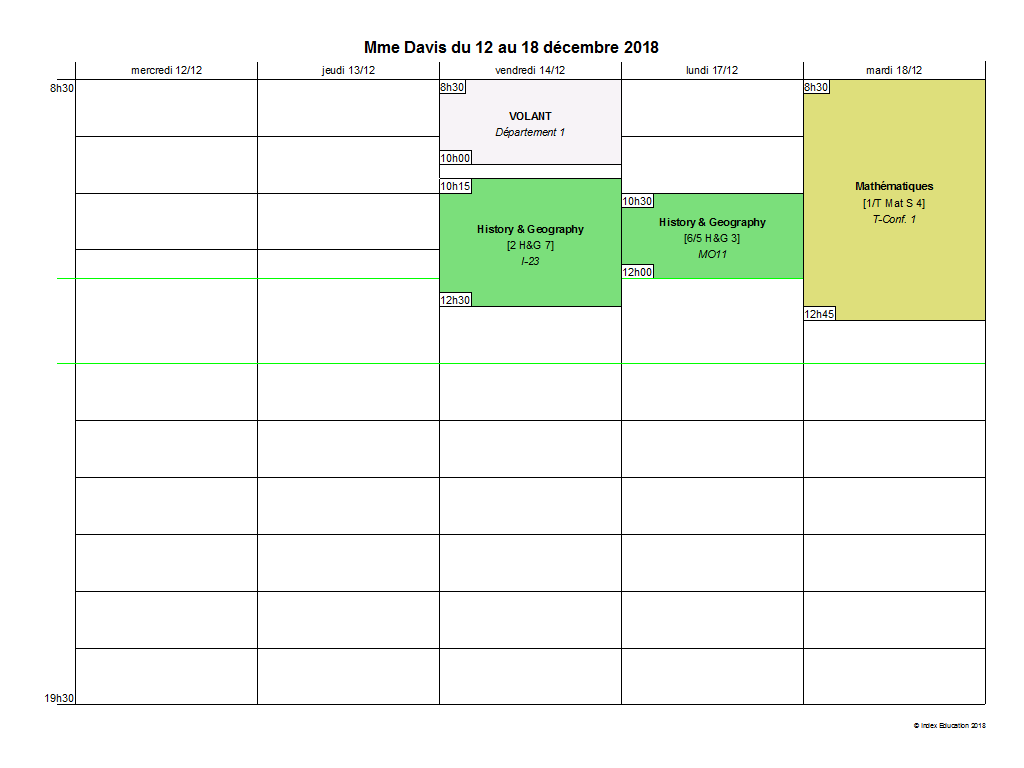 Mme Davis du 12 au 18 décembre 2018
mercredi 12/12
jeudi 13/12
vendredi 14/12
lundi 17/12
mardi 18/12
8h30
8h30
VOLANT
Département 1
10h00
10h15
History & Geography
[2 H&G 7]
I-23
12h30
10h30
History & Geography
[6/5 H&G 3]
MO11
12h00
8h30
Mathématiques
[1/T Mat S 4]
T-Conf. 1
12h45
19h30
© Index Education 2018